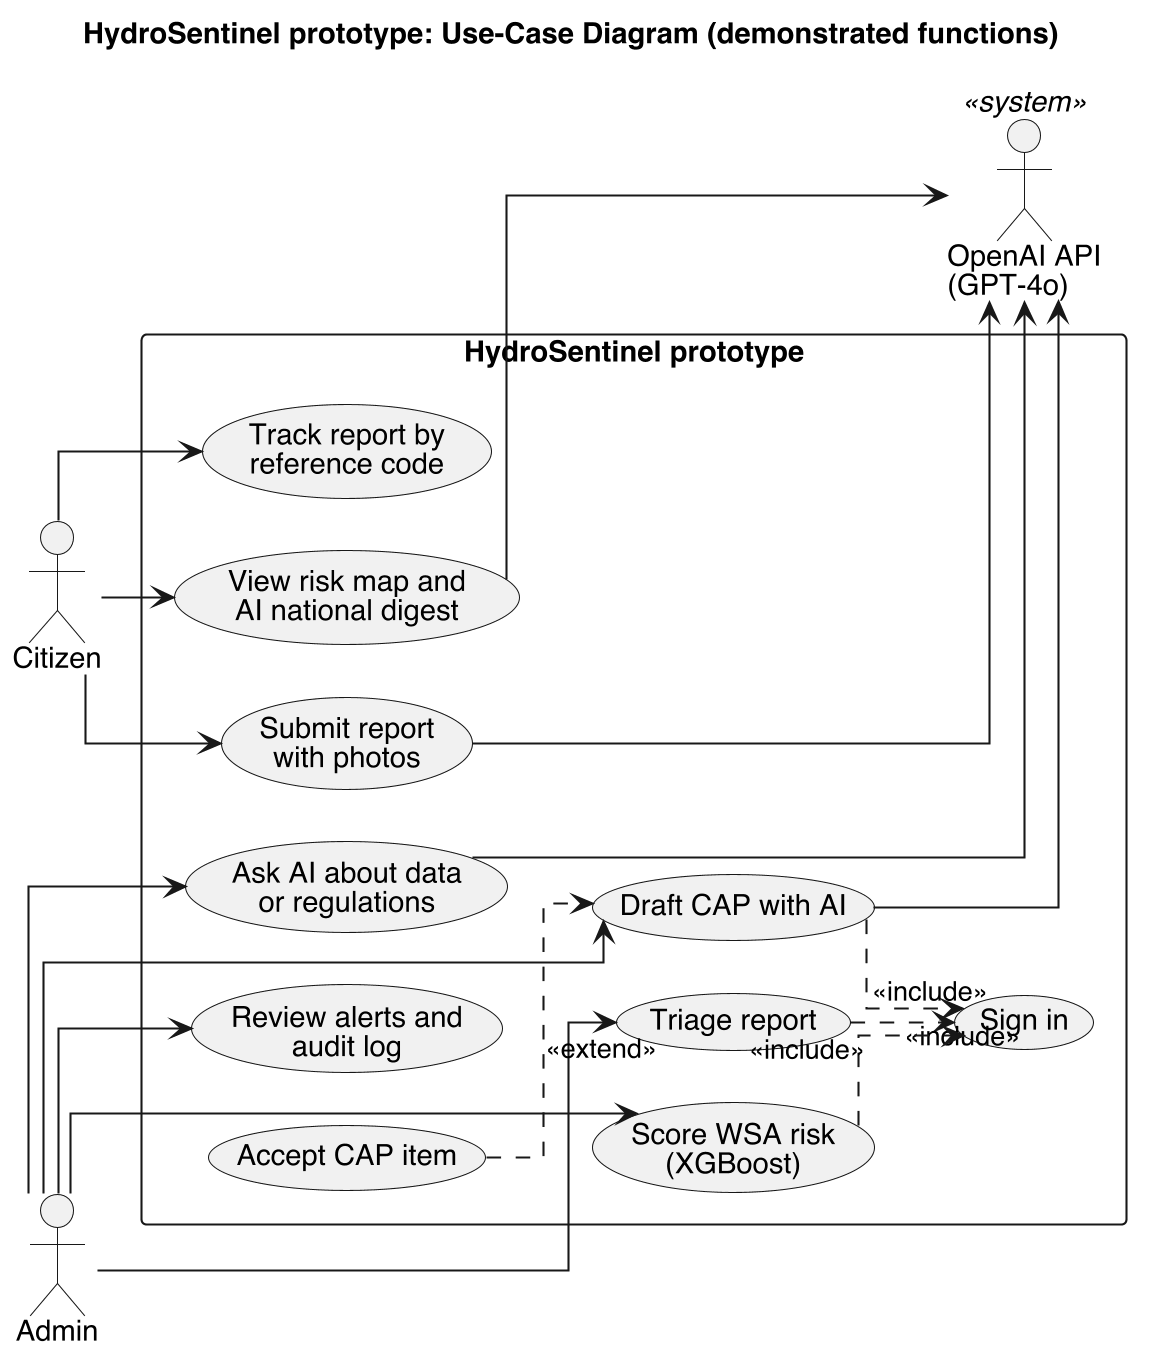 HydroSentinel prototype: Use-Case Diagram (demonstrated functions)
«system»
OpenAI API
(GPT-4o)
HydroSentinel prototype
Track report by
reference code
View risk map and
AI national digest
Citizen
Submit report
with photos
Ask AI about data
or regulations
Draft CAP with AI
«include»
Review alerts and
audit log
Triage report
Sign in
«extend»
«include»
«include»
Accept CAP item
Score WSA risk
(XGBoost)
Admin